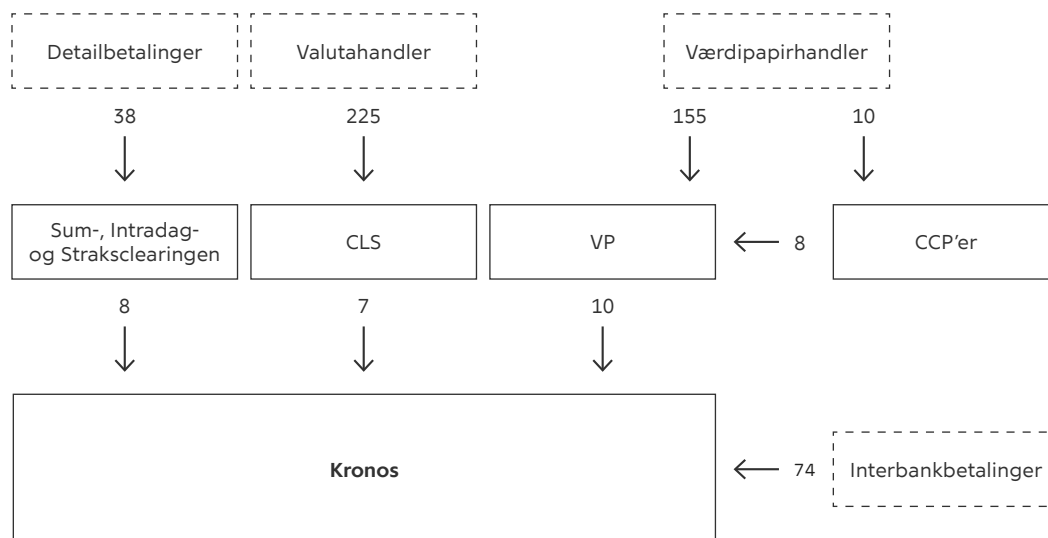 Detailbetalinger
Valutahandler
Værdipapirhandler
38
225
155
10
Sum-, Intradag-
og Straksclearingen
CLS
VP
8
CCP'er
8
7
10
Kronos
74
Interbankbetalinger